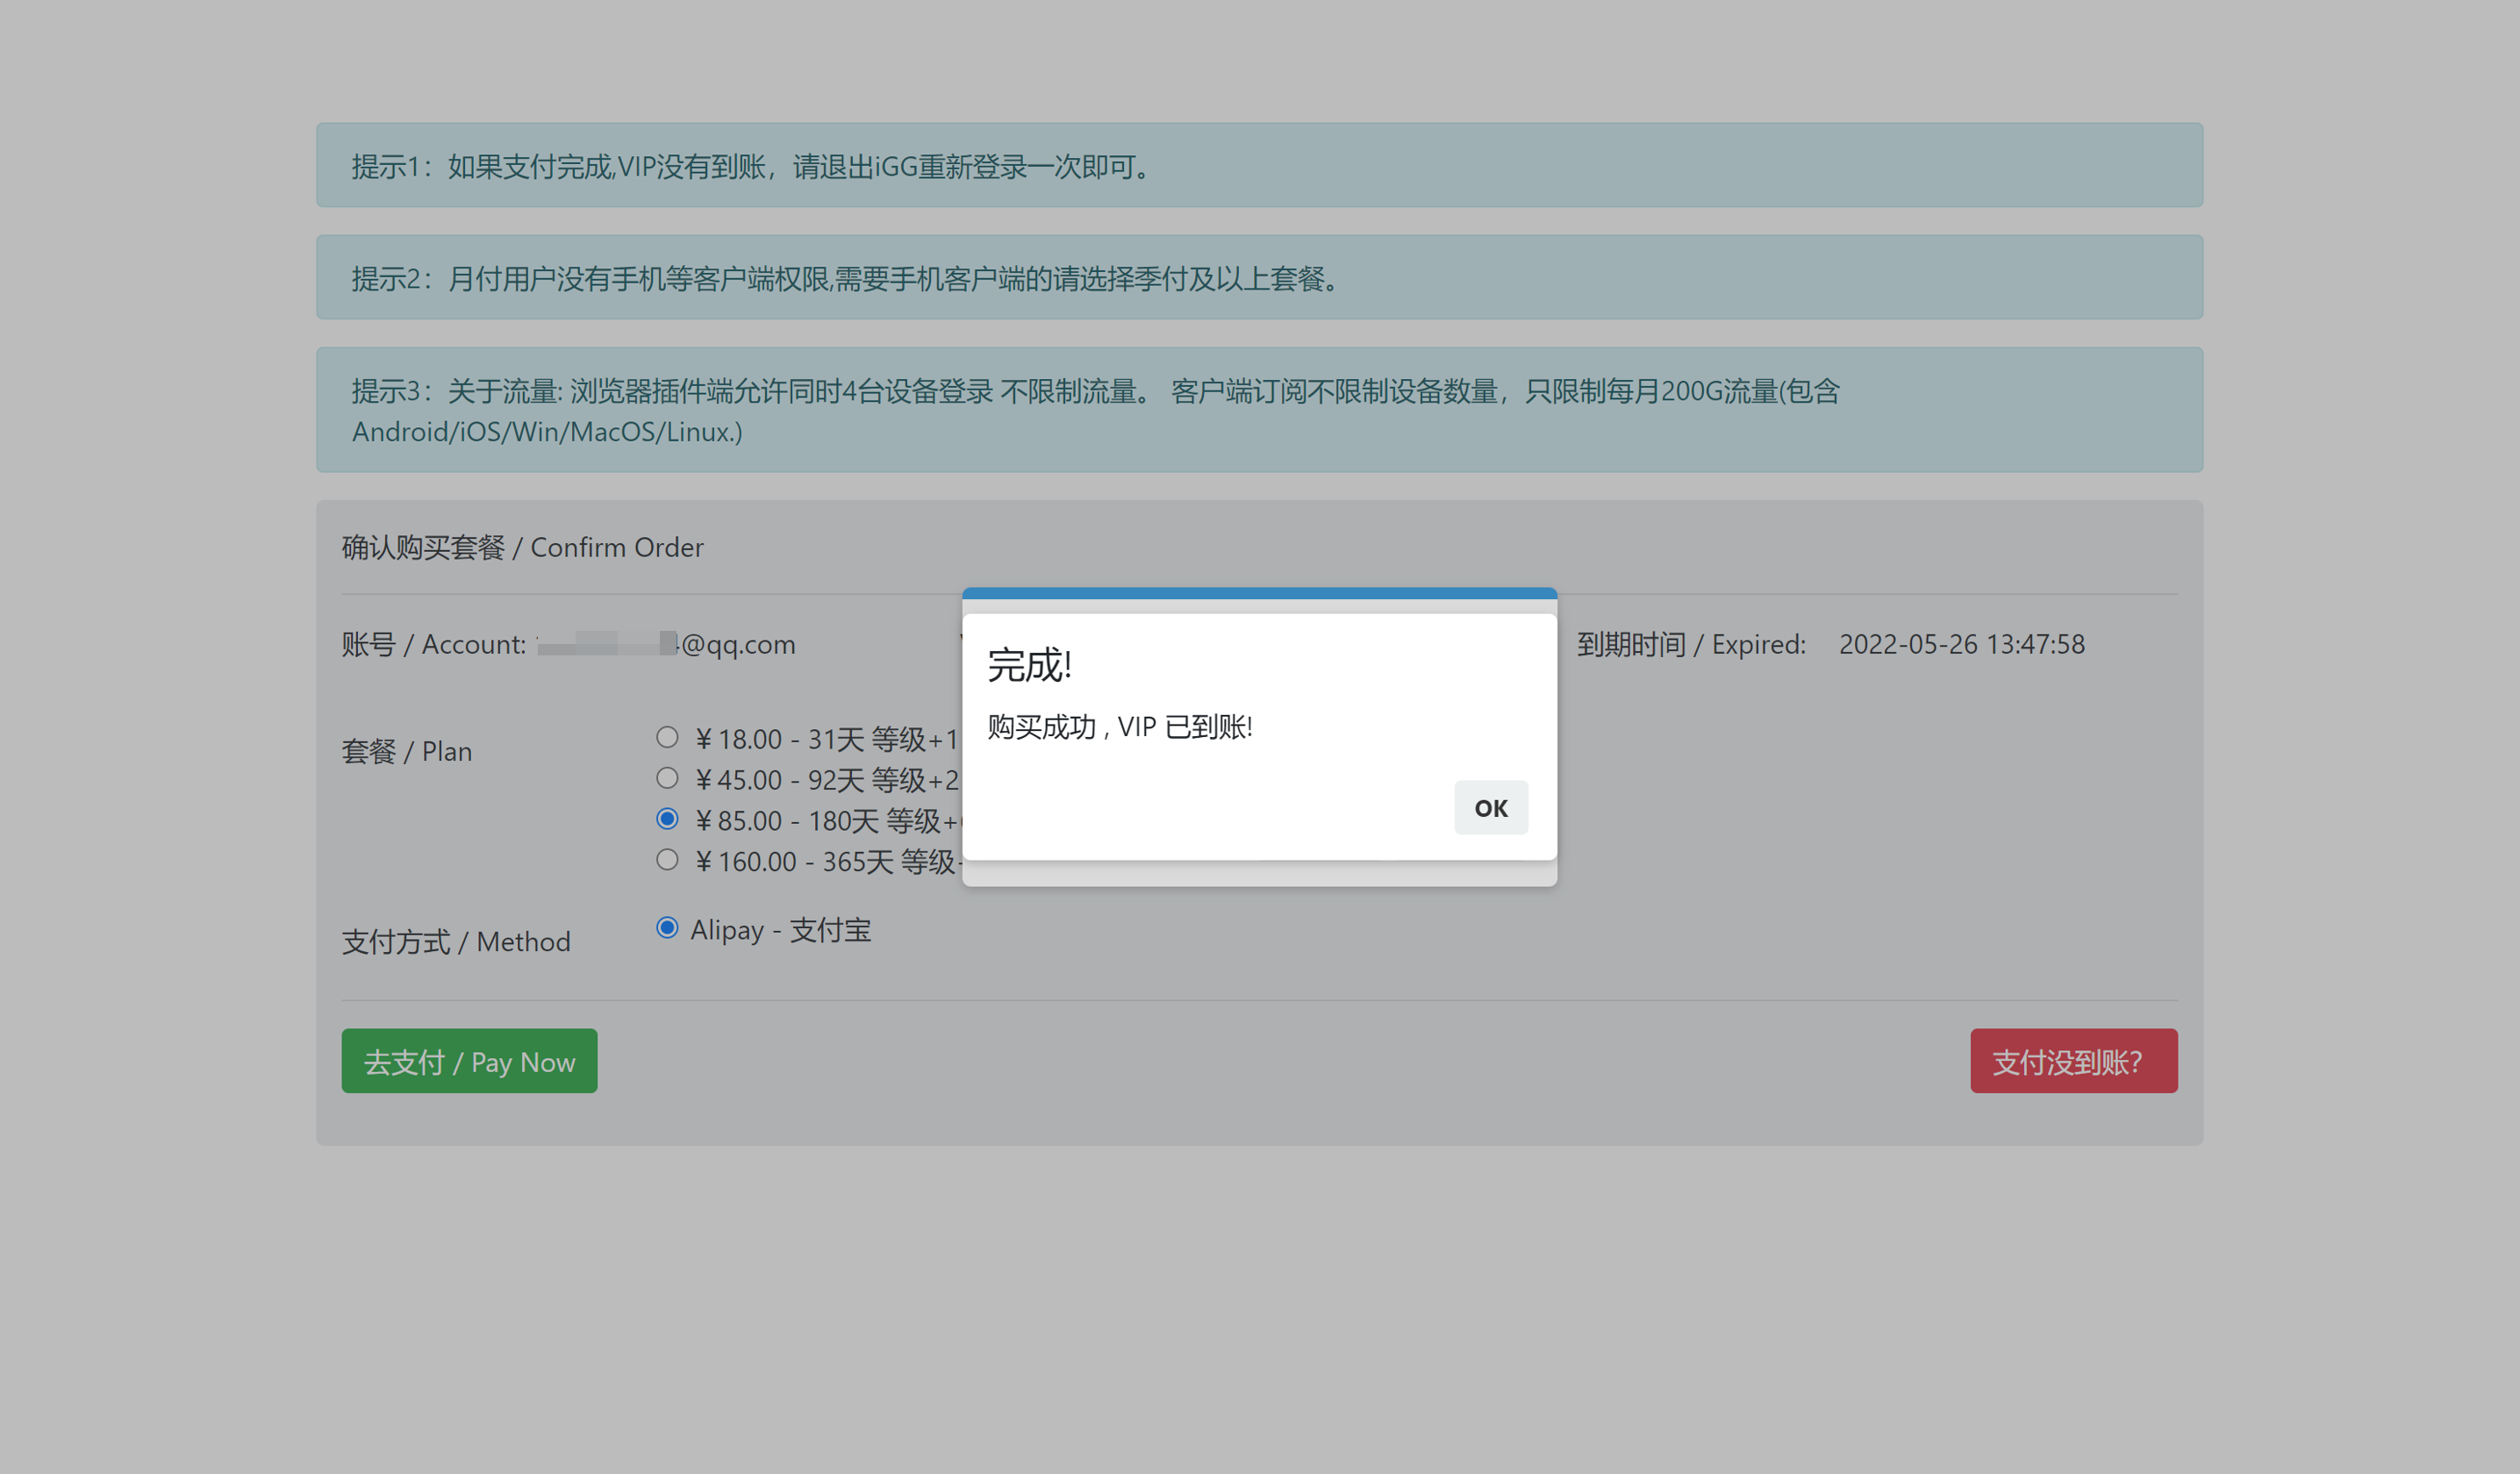 提示1：如果支付完成,VIP没有到账，请退出iGG重新登录一次即可。
提示2：月付用户没有手机等客户端权限,需要手机客户端的请选择季付及以上套餐。
提示3：关于流量: 浏览器插件端允许同时4台设备登录 不限制流量。 客户端订阅不限制设备数量，只限制每月200G流量(包含
Android/iOS/Win/MacOS/Linux.)
确认购买套餐 / Confirm Order
账号 / Account: @qq.com
到期时间 / Expired: 2022-05-26 13:47:58
完成!
购买成功 , VIP 已到账!
OK
套餐 / Plan
¥ 18.00 - 31天 等级+1
¥ 45.00 - 92天 等级+2
¥ 85.00 - 180天 等级+
¥ 160.00 - 365天 等级
支付方式 / Method
Alipay - 支付宝
去支付 / Pay Now
支付没到账？